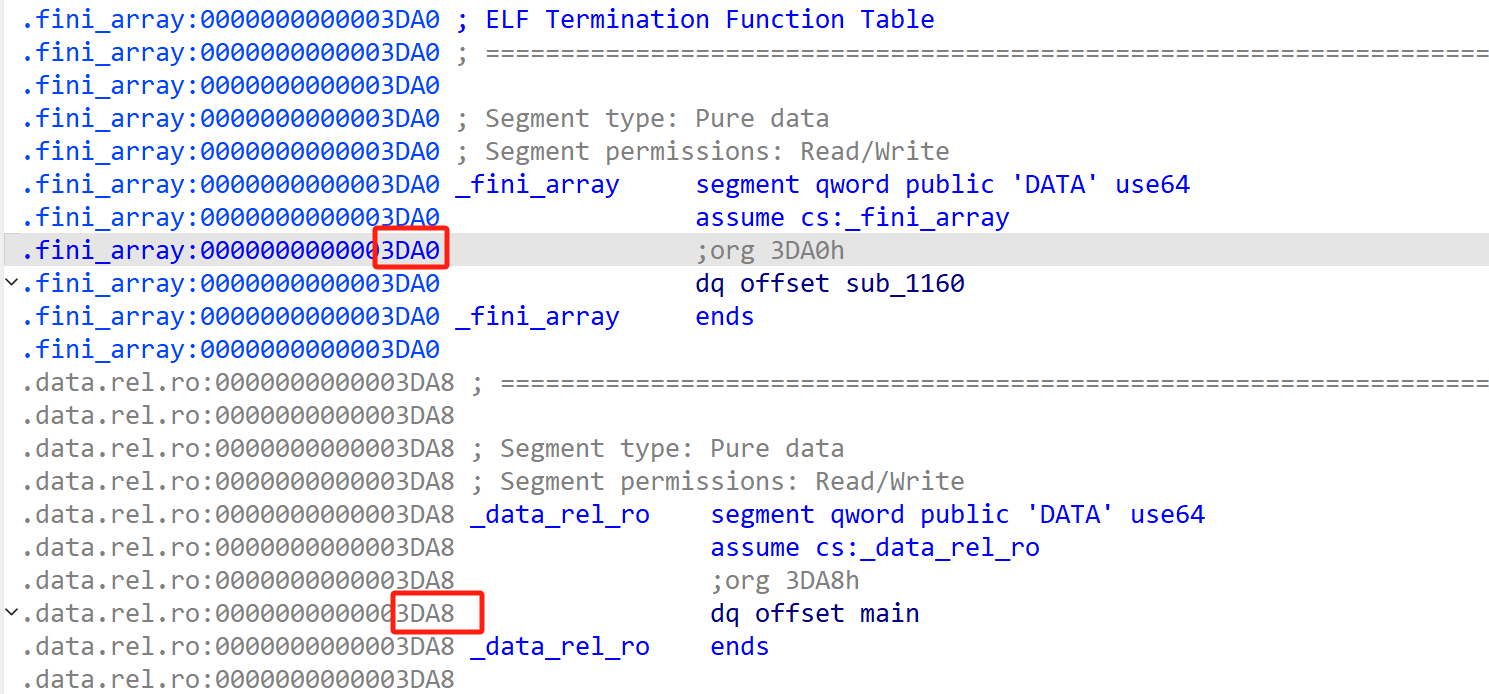 .fini_array:0000000000003DA0 ; ELF Termination Function Table
.fini_array:0000000000003DA0 ; ===================================================================
.fini_array:0000000000003DA0
.fini_array:0000000000003DA0 ; Segment type: Pure data
.fini_array:0000000000003DA0 ; Segment permissions: Read/Write
.fini_array:0000000000003DA0 _fini_array     segment qword public 'DATA' use64
.fini_array:0000000000003DA0                 assume cs:_fini_array
.fini_array:0000000000003DA0                 ;org 3DA0h
.fini_array:0000000000003DA0                 dq offset sub_1160
.fini_array:0000000000003DA0 _fini_array     ends
.fini_array:0000000000003DA0
.data.rel.ro:0000000000003DA8 ; ==================================================================
.data.rel.ro:0000000000003DA8
.data.rel.ro:0000000000003DA8 ; Segment type: Pure data
.data.rel.ro:0000000000003DA8 ; Segment permissions: Read/Write
.data.rel.ro:0000000000003DA8 _data_rel_ro    segment qword public 'DATA' use64
.data.rel.ro:0000000000003DA8                 assume cs:_data_rel_ro
.data.rel.ro:0000000000003DA8                 ;org 3DA8h
.data.rel.ro:0000000000003DA8                 dq offset main
.data.rel.ro:0000000000003DA8 _data_rel_ro    ends
.data.rel.ro:0000000000003DA8